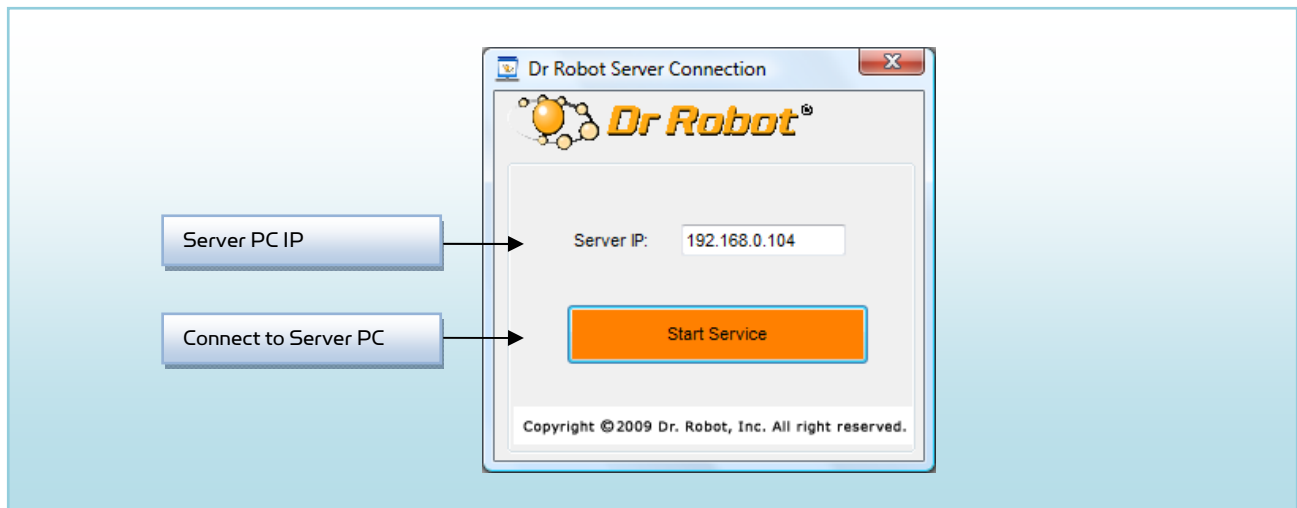 Dr Robot Server Connection
Dr Robot®
Server PC IP
Server IP: 192.168.0.104
Connect to Server PC
Start Service
Copyright ©2009 Dr. Robot, Inc. All right reserved.